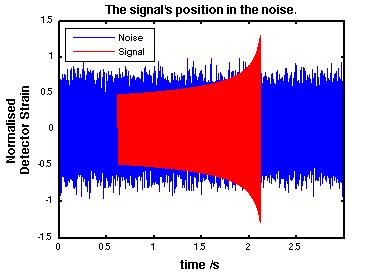 The signal's position in the noise.
1.5
Noise
Signal
1
0.5
0
-0.5
-1
-1.5
Normalised
Detector Strain
0 0.5 1 1.5 2 2.5
time /s